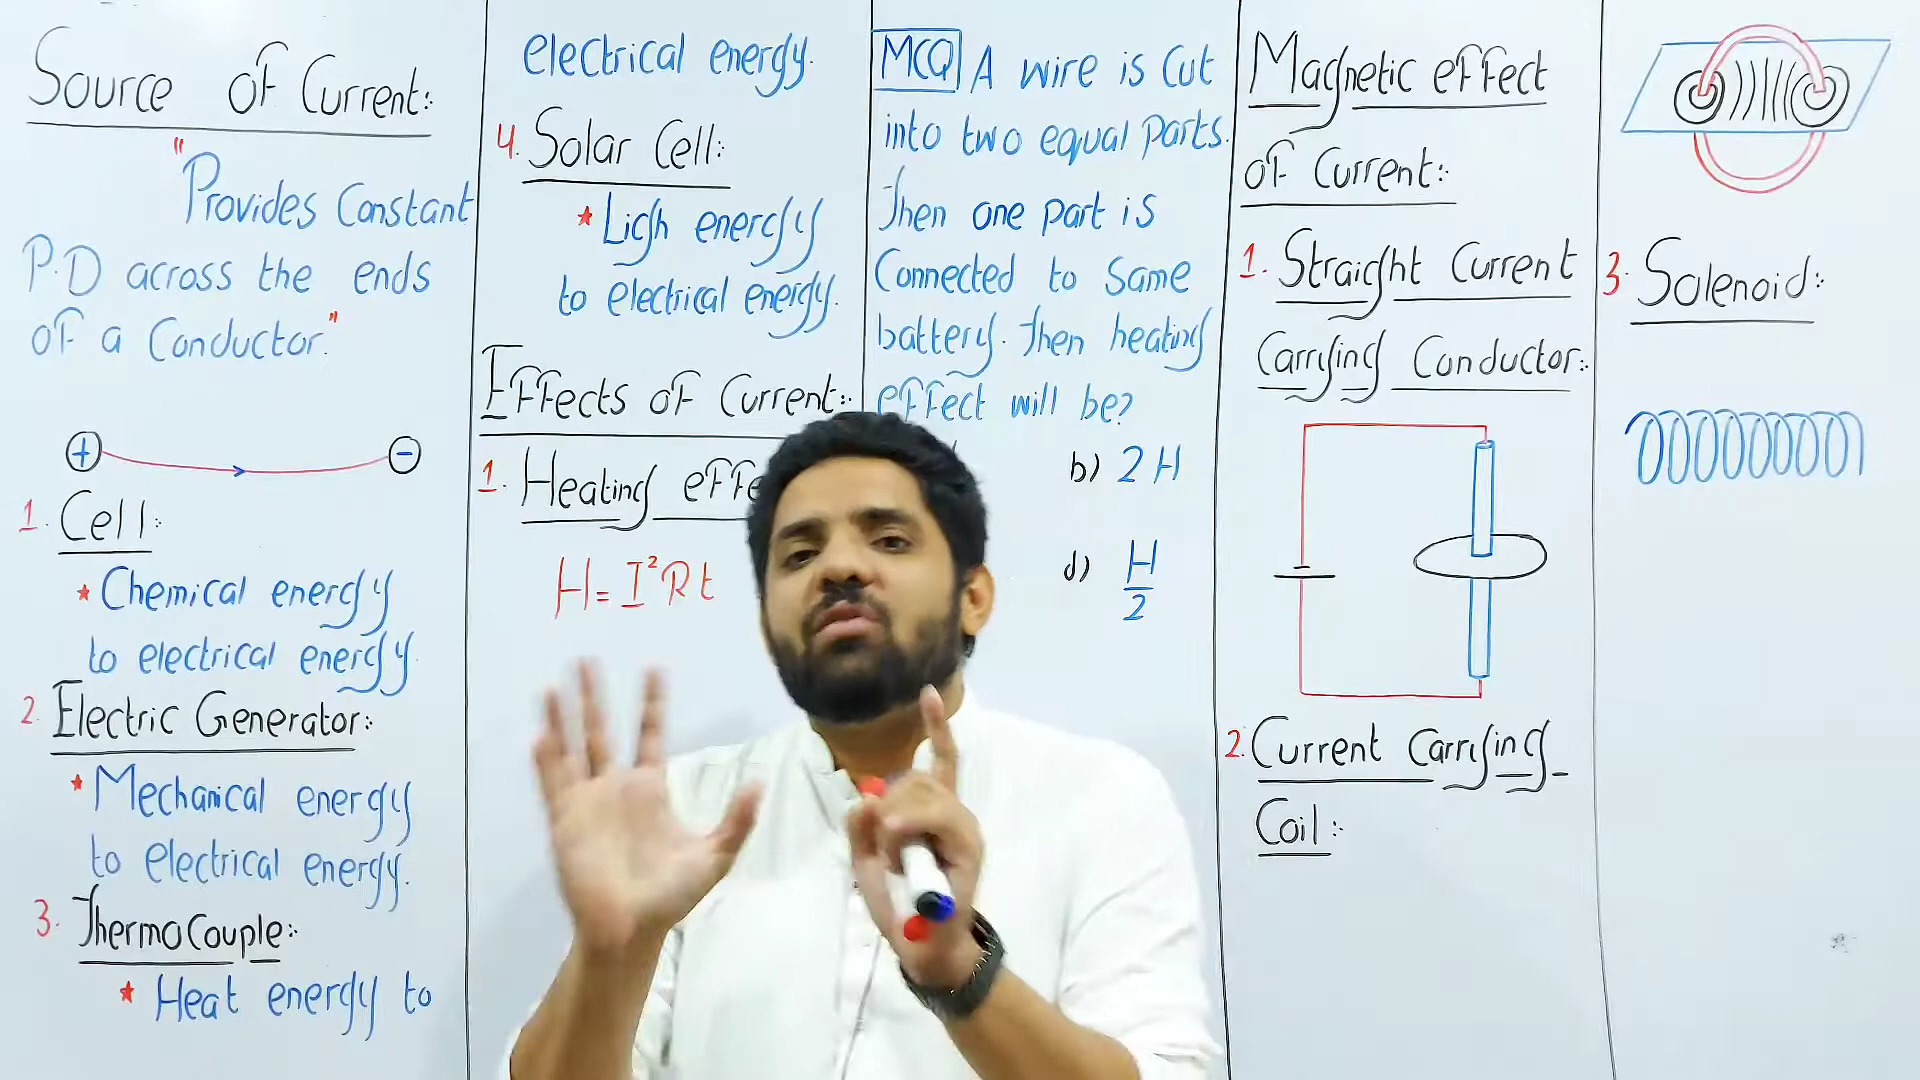 Source of Current:
"Provides Constant
P.D across the ends
of a Conductor."
+ −
1. Cell:
* Chemical energy
to electrical energy.
2. Electric Generator:
* Mechanical energy
to electrical energy.
3. Thermo Couple:
* Heat energy to
electrical energy.
4. Solar Cell:
* Ligh energy
to electrical energy.
Effects of Current:
1. Heating effe
H = I²Rt
MCQ A wire is Cut
into two equal parts.
Then one part is
Connected to same
battery. Then heating
effect will be?
b) 2H
d) H/2
Magnetic effect
of Current:
1. Straight Current
Carrying Conductor:
2. Current Carrying
Coil:
3. Solenoid: